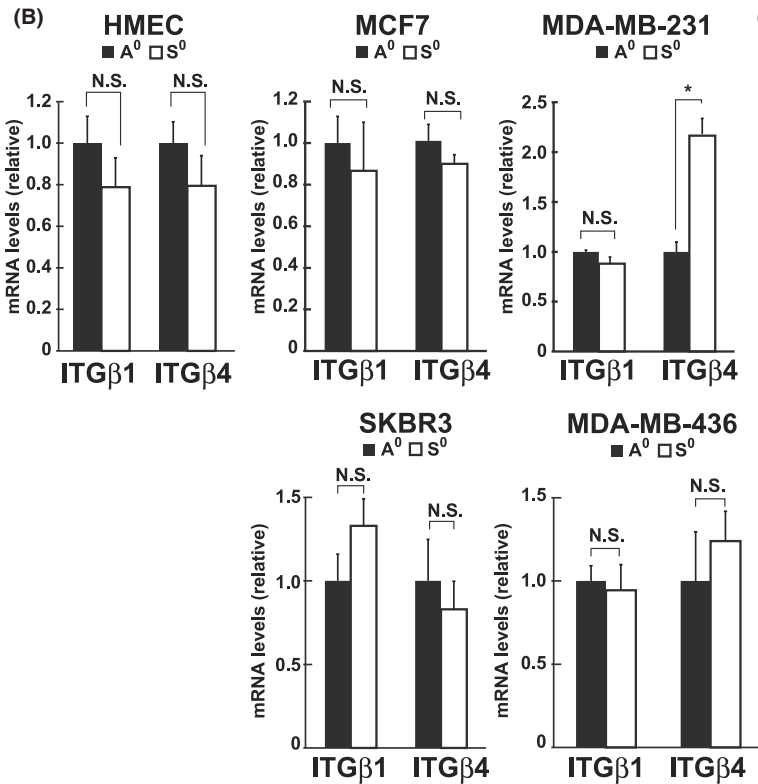 (B)
HMEC
■ A⁰ □ S⁰
mRNA levels (relative)
1.2
1.0
0.8
0.6
0.4
0.2
0
N.S.
N.S.
ITGβ1 ITGβ4
MCF7
■ A⁰ □ S⁰
mRNA levels (relative)
1.2
1.0
0.8
0.6
0.4
0.2
0
N.S.
N.S.
ITGβ1 ITGβ4
MDA-MB-231
■ A⁰ □ S⁰
mRNA levels (relative)
2.5
2.0
1.0
0.5
0
N.S.
*
ITGβ1 ITGβ4
SKBR3
■ A⁰ □ S⁰
mRNA levels (relative)
1.5
1.0
0.5
0
N.S.
N.S.
ITGβ1 ITGβ4
MDA-MB-436
■ A⁰ □ S⁰
mRNA levels (relative)
1.5
1.0
0.5
0
N.S.
N.S.
ITGβ1 ITGβ4